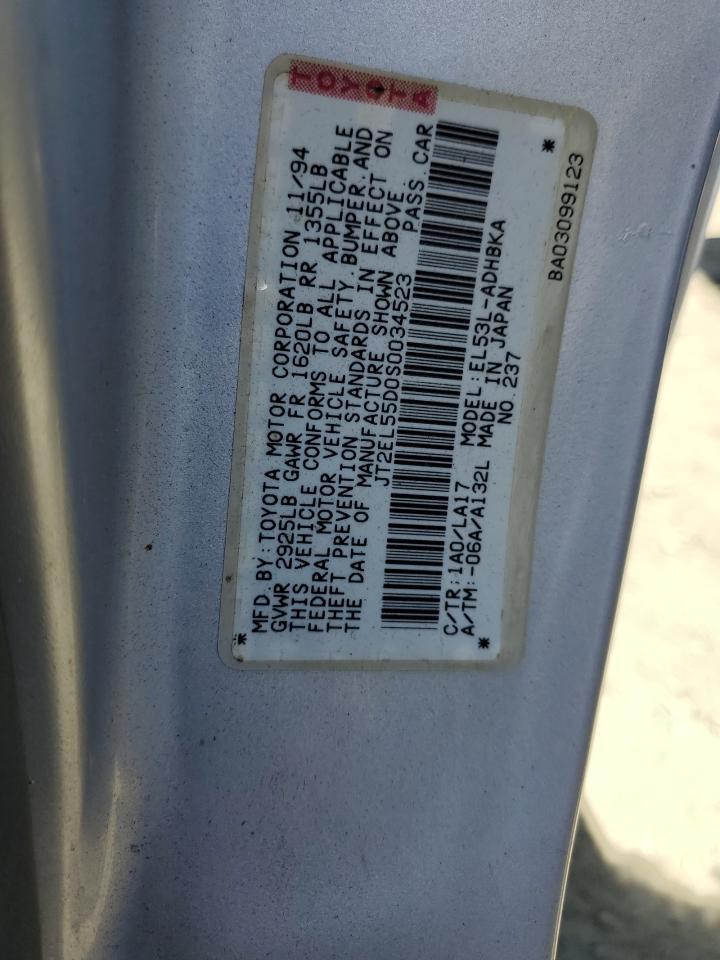 TOYOTA
MFD. BY: TOYOTA MOTOR CORPORATION 11/94
GVWR 2925LB GAWR FR 1620LB RR 1355LB
THIS VEHICLE CONFORMS TO ALL APPLICABLE
FEDERAL MOTOR VEHICLE SAFETY, BUMPER, AND
THEFT PREVENTION STANDARDS IN EFFECT ON
THE DATE OF MANUFACTURE SHOWN ABOVE.
JT2EL55D0S0034523 PASS. CAR
C/TR: 1A0/LA17 MODEL: EL53L-ADHBKA
A/TM: -06A/A132L MADE IN JAPAN
NO. 237
BA03099123